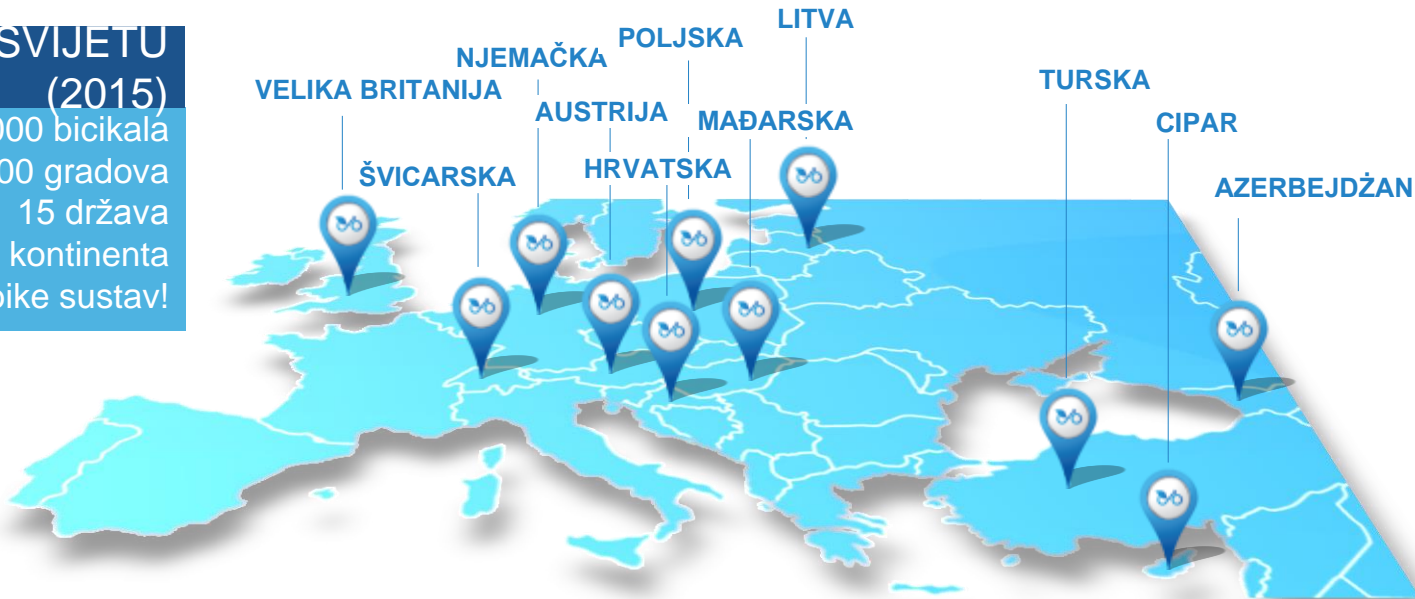 SVIJETU
(2015)
000 bicikala
00 gradova
15 država
kontinenta
bike sustav!
VELIKA BRITANIJA
ŠVICARSKA
NJEMAČKA
AUSTRIJA
HRVATSKA
POLJSKA
MAĐARSKA
LITVA
TURSKA
CIPAR
AZERBEJDŽAN